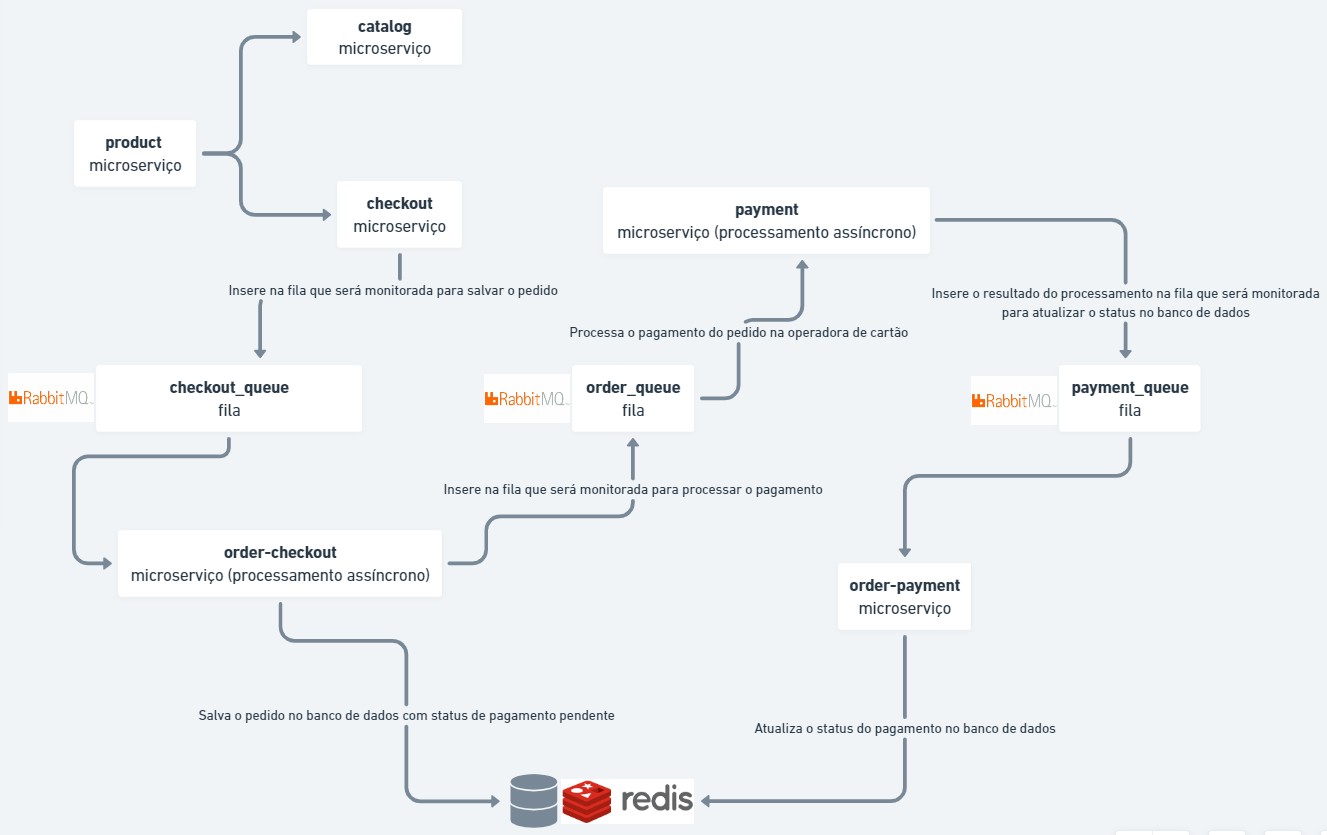 catalog
microserviço
product
microserviço
checkout
microserviço
payment
microserviço (processamento assíncrono)
Insere na fila que será monitorada para salvar o pedido
Insere o resultado do processamento na fila que será monitorada
para atualizar o status no banco de dados
Processa o pagamento do pedido na operadora de cartão
RabbitMQ
checkout_queue
fila
RabbitMQ
order_queue
fila
RabbitMQ
payment_queue
fila
Insere na fila que será monitorada para processar o pagamento
order-checkout
microserviço (processamento assíncrono)
order-payment
microserviço
Salva o pedido no banco de dados com status de pagamento pendente
Atualiza o status do pagamento no banco de dados
redis